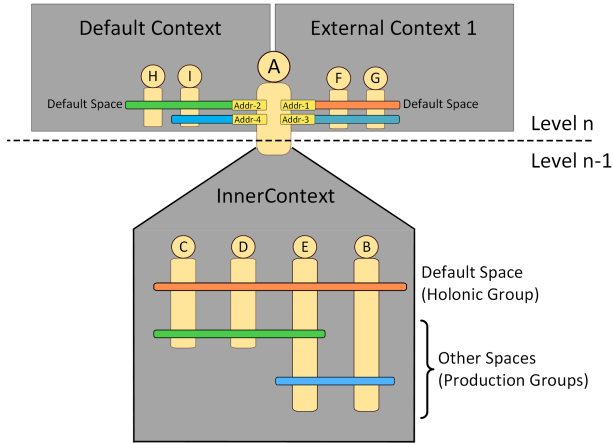 Default Context
External Context 1
A
H
I
F
G
Default Space
Addr-2
Addr-1
Default Space
Addr-4
Addr-3
Level n
Level n-1
InnerContext
C
D
E
B
Default Space
(Holonic Group)
Other Spaces
(Production Groups)